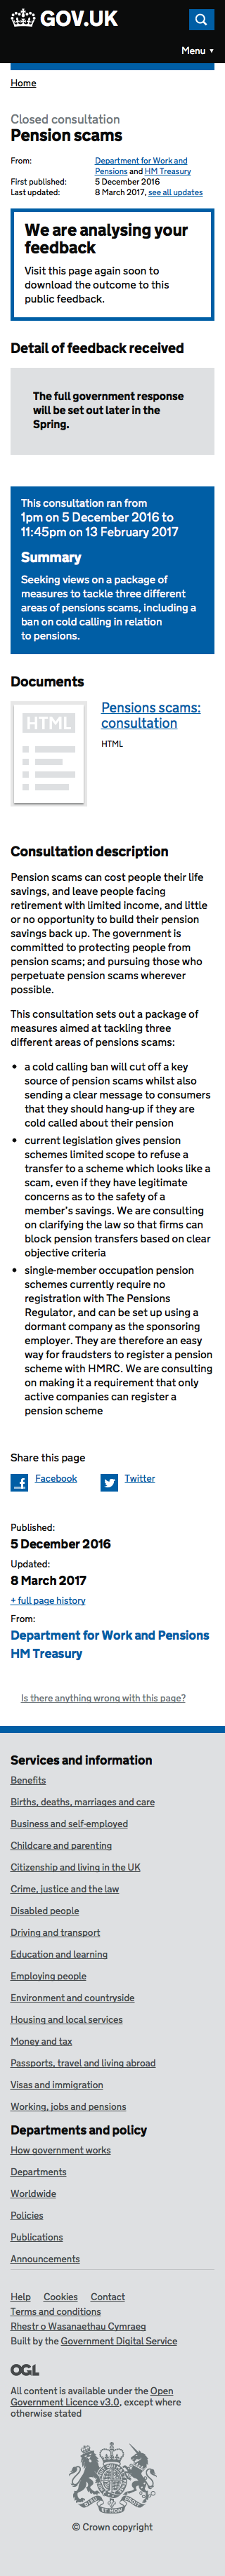 GOV.UK
Menu ▼
Home
Closed consultation
Pension scams
From: Department for Work and
Pensions and HM Treasury
First published: 5 December 2016
Last updated: 8 March 2017, see all updates
We are analysing your
feedback
Visit this page again soon to
download the outcome to this
public feedback.
Detail of feedback received
The full government response
will be set out later in the
Spring.
This consultation ran from
1pm on 5 December 2016 to
11:45pm on 13 February 2017
Summary
Seeking views on a package of
measures to tackle three different
areas of pensions scams, including a
ban on cold calling in relation
to pensions.
Documents
HTML
Pensions scams:
consultation
HTML
Consultation description
Pension scams can cost people their life
savings, and leave people facing
retirement with limited income, and little
or no opportunity to build their pension
savings back up. The government is
committed to protecting people from
pension scams; and pursuing those who
perpetuate pension scams wherever
possible.
This consultation sets out a package of
measures aimed at tackling three
different areas of pensions scams:
• a cold calling ban will cut off a key
source of pension scams whilst also
sending a clear message to consumers
that they should hang-up if they are
cold called about their pension
• current legislation gives pension
schemes limited scope to refuse a
transfer to a scheme which looks like a
scam, even if they have legitimate
concerns as to the safety of a
member's savings. We are consulting
on clarifying the law so that firms can
block pension transfers based on clear
objective criteria
• single-member occupation pension
schemes currently require no
registration with The Pensions
Regulator, and can be set up using a
dormant company as the sponsoring
employer. They are therefore an easy
way for fraudsters to register a pension
scheme with HMRC. We are consulting
on making it a requirement that only
active companies can register a
pension scheme
Share this page
Facebook Twitter
Published:
5 December 2016
Updated:
8 March 2017
+ full page history
From:
Department for Work and Pensions
HM Treasury
Is there anything wrong with this page?
Services and information
Benefits
Births, deaths, marriages and care
Business and self-employed
Childcare and parenting
Citizenship and living in the UK
Crime, justice and the law
Disabled people
Driving and transport
Education and learning
Employing people
Environment and countryside
Housing and local services
Money and tax
Passports, travel and living abroad
Visas and immigration
Working, jobs and pensions
Departments and policy
How government works
Departments
Worldwide
Policies
Publications
Announcements
Help Cookies Contact
Terms and conditions
Rhestr o Wasanaethau Cymraeg
Built by the Government Digital Service
OGL
All content is available under the Open
Government Licence v3.0, except where
otherwise stated
© Crown copyright